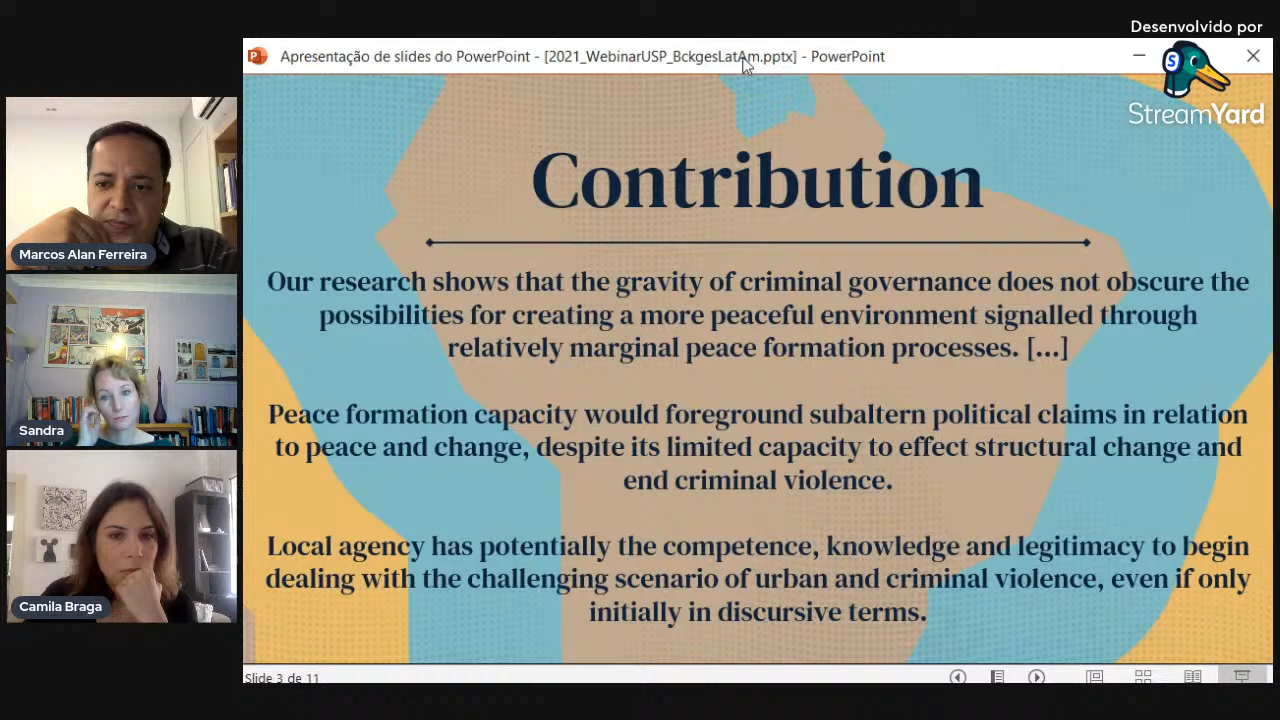 Desenvolvido por
StreamYard
Apresentação de slides do PowerPoint - [2021_WebinarUSP_BckgesLatAm.pptx] - PowerPoint
Contribution
Our research shows that the gravity of criminal governance does not obscure the
possibilities for creating a more peaceful environment signalled through
relatively marginal peace formation processes. [...]
Peace formation capacity would foreground subaltern political claims in relation
to peace and change, despite its limited capacity to effect structural change and
end criminal violence.
Local agency has potentially the competence, knowledge and legitimacy to begin
dealing with the challenging scenario of urban and criminal violence, even if only
initially in discursive terms.
Slide 3 de 11
Marcos Alan Ferreira
Sandra
Camila Braga